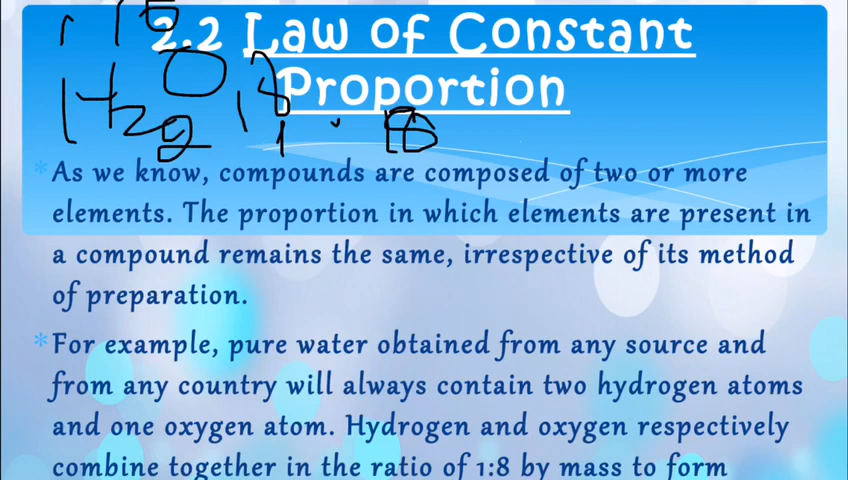 2.2 Law of Constant
Proportion
H2O
* As we know, compounds are composed of two or more
elements. The proportion in which elements are present in
a compound remains the same, irrespective of its method
of preparation.
* For example, pure water obtained from any source and
from any country will always contain two hydrogen atoms
and one oxygen atom. Hydrogen and oxygen respectively
combine together in the ratio of 1:8 by mass to form